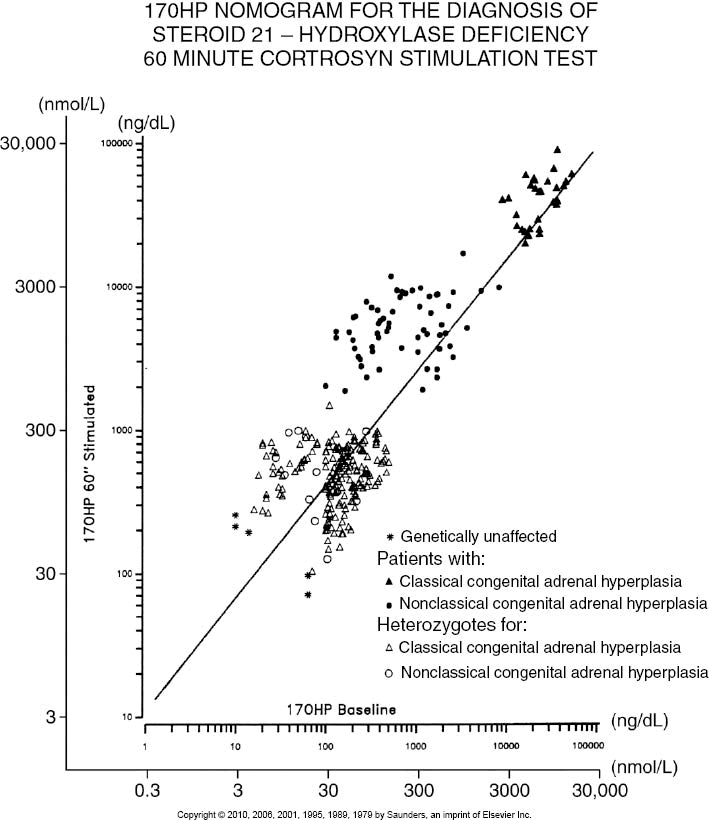 170HP NOMOGRAM FOR THE DIAGNOSIS OF
STEROID 21 – HYDROXYLASE DEFICIENCY
60 MINUTE CORTROSYN STIMULATION TEST
(nmol/L)
(ng/dL)
30,000
3000
300
30
3
100000
10000
1000
100
10
170HP 60” Stimulated
Genetically unaffected
Patients with:
Classical congenital adrenal hyperplasia
Nonclassical congenital adrenal hyperplasia
Heterozygotes for:
Classical congenital adrenal hyperplasia
Nonclassical congenital adrenal hyperplasia
170HP Baseline
(ng/dL)
1 10 100 1000 10000 100000
(nmol/L)
0.3 3 30 300 3000 30,000
Copyright © 2010, 2006, 2001, 1995, 1989, 1979 by Saunders, an imprint of Elsevier Inc.